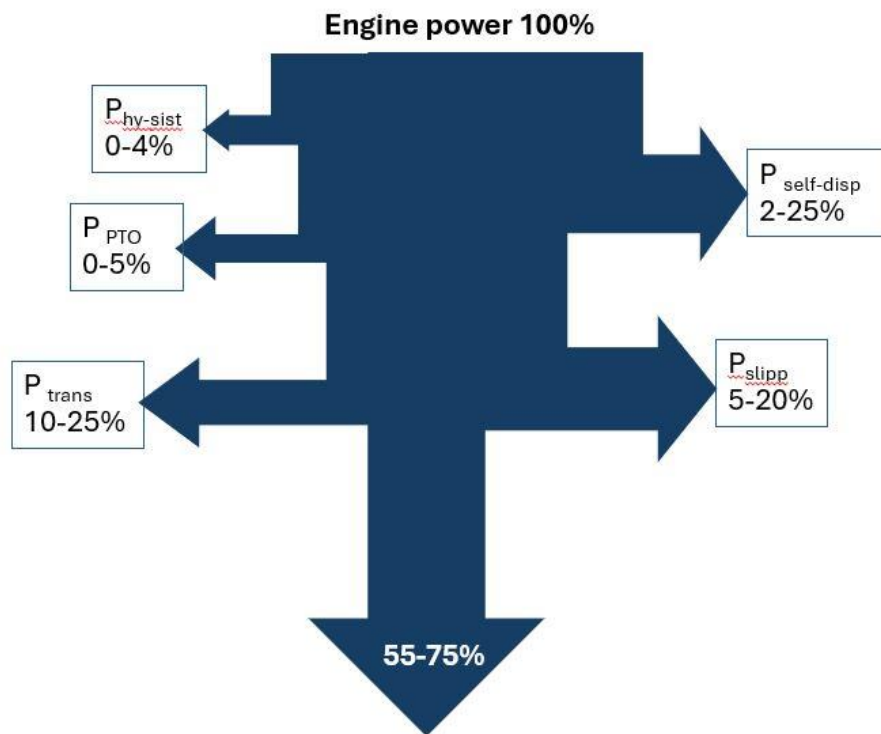 Engine power 100%
P hy-sist
0-4%
P self-disp
2-25%
P PTO
0-5%
P slipp
5-20%
P trans
10-25%
55-75%